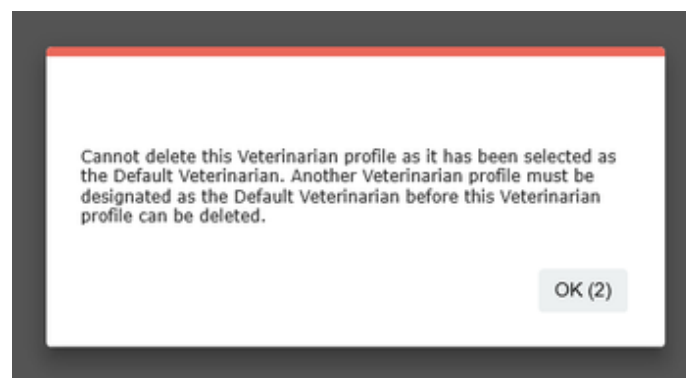 Cannot delete this Veterinarian profile as it has been selected as
the Default Veterinarian. Another Veterinarian profile must be
designated as the Default Veterinarian before this Veterinarian
profile can be deleted.
OK (2)